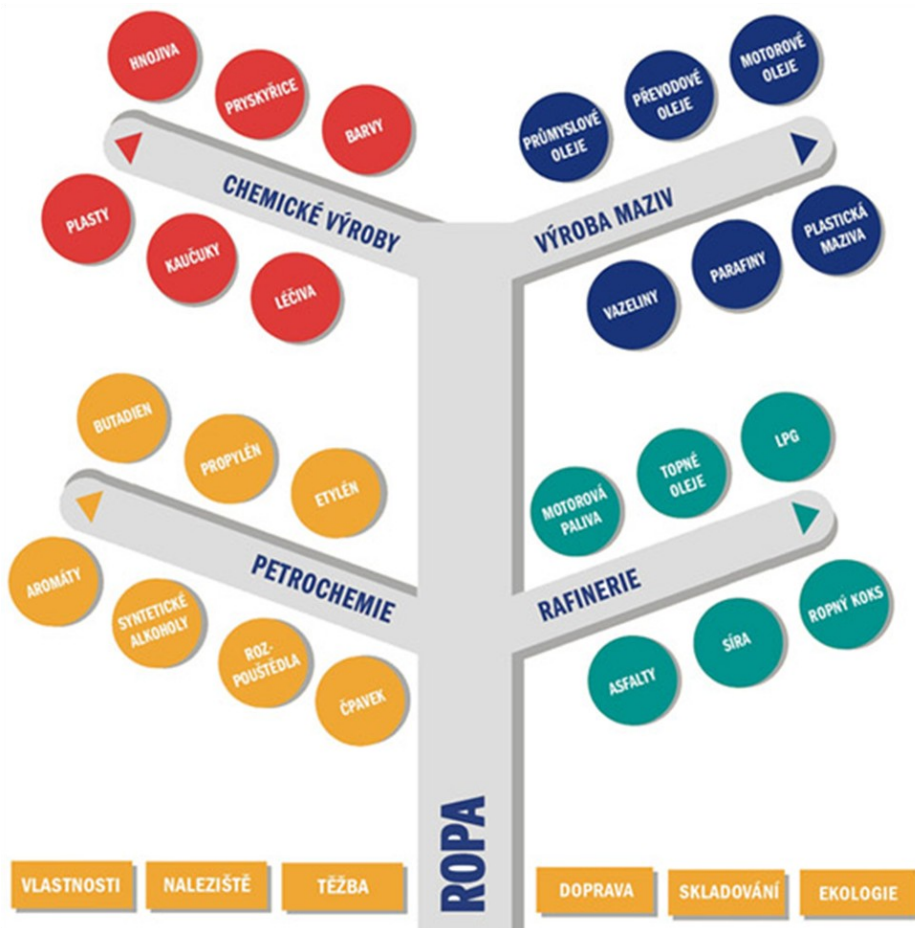 HNOJIVA
PRYSKYŘICE
BARVY
CHEMICKÉ VÝROBY
PLASTY
KAUČUKY
LÉČIVA
PRŮMYSLOVÉ
OLEJE
PŘEVODOVÉ
OLEJE
MOTOROVÉ
OLEJE
VÝROBA MAZIV
VAZELINY
PARAFINY
PLASTICKÁ
MAZIVA
BUTADIEN
PROPYLÉN
ETYLÉN
PETROCHEMIE
AROMÁTY
SYNTETICKÉ
ALKOHOLY
ROZ-
POUŠTĚDLA
ČPAVEK
MOTOROVÁ
PALIVA
TOPNÉ
OLEJE
LPG
RAFINERIE
ASFALTY
SÍRA
ROPNÝ KOKS
ROPA
VLASTNOSTI
NALEZIŠTĚ
TĚŽBA
DOPRAVA
SKLADOVÁNÍ
EKOLOGIE